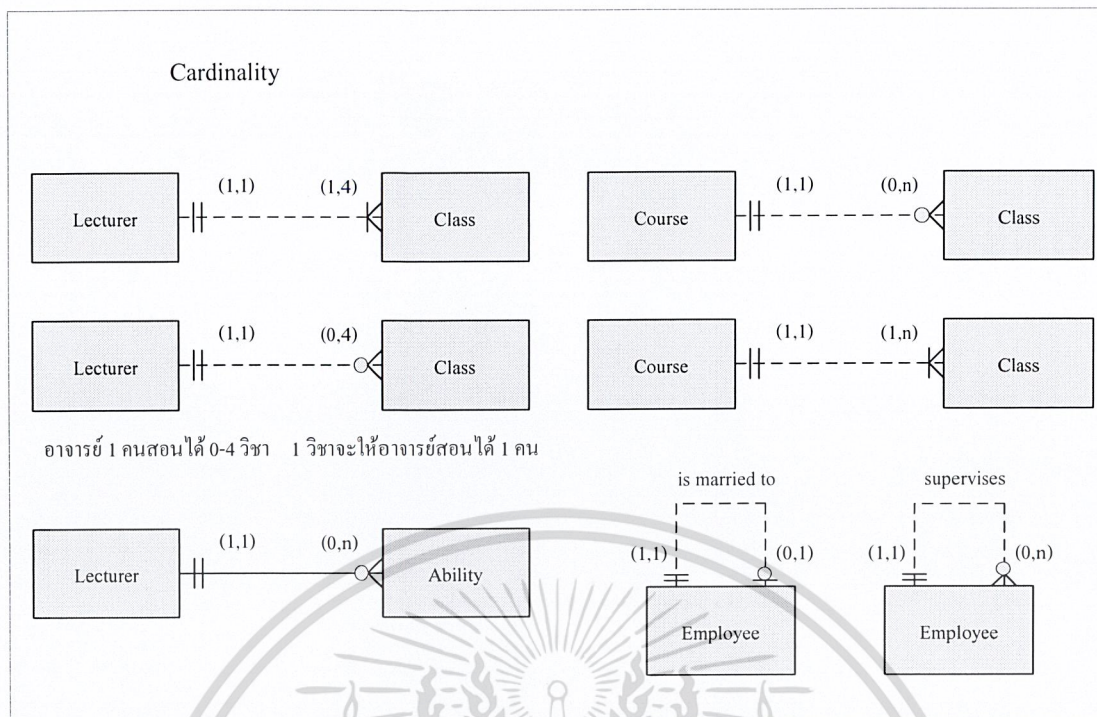 Cardinality
(1,1) (1,4)
Lecturer Class
(1,1) (0,n)
Course Class
(1,1) (0,4)
Lecturer Class
(1,1) (1,n)
Course Class
อาจารย์ 1 คนสอนได้ 0-4 วิชา 1 วิชาจะให้อาจารย์สอนได้ 1 คน
(1,1) (0,n)
Lecturer Ability
is married to
(1,1) (0,1)
Employee
supervises
(1,1) (0,n)
Employee